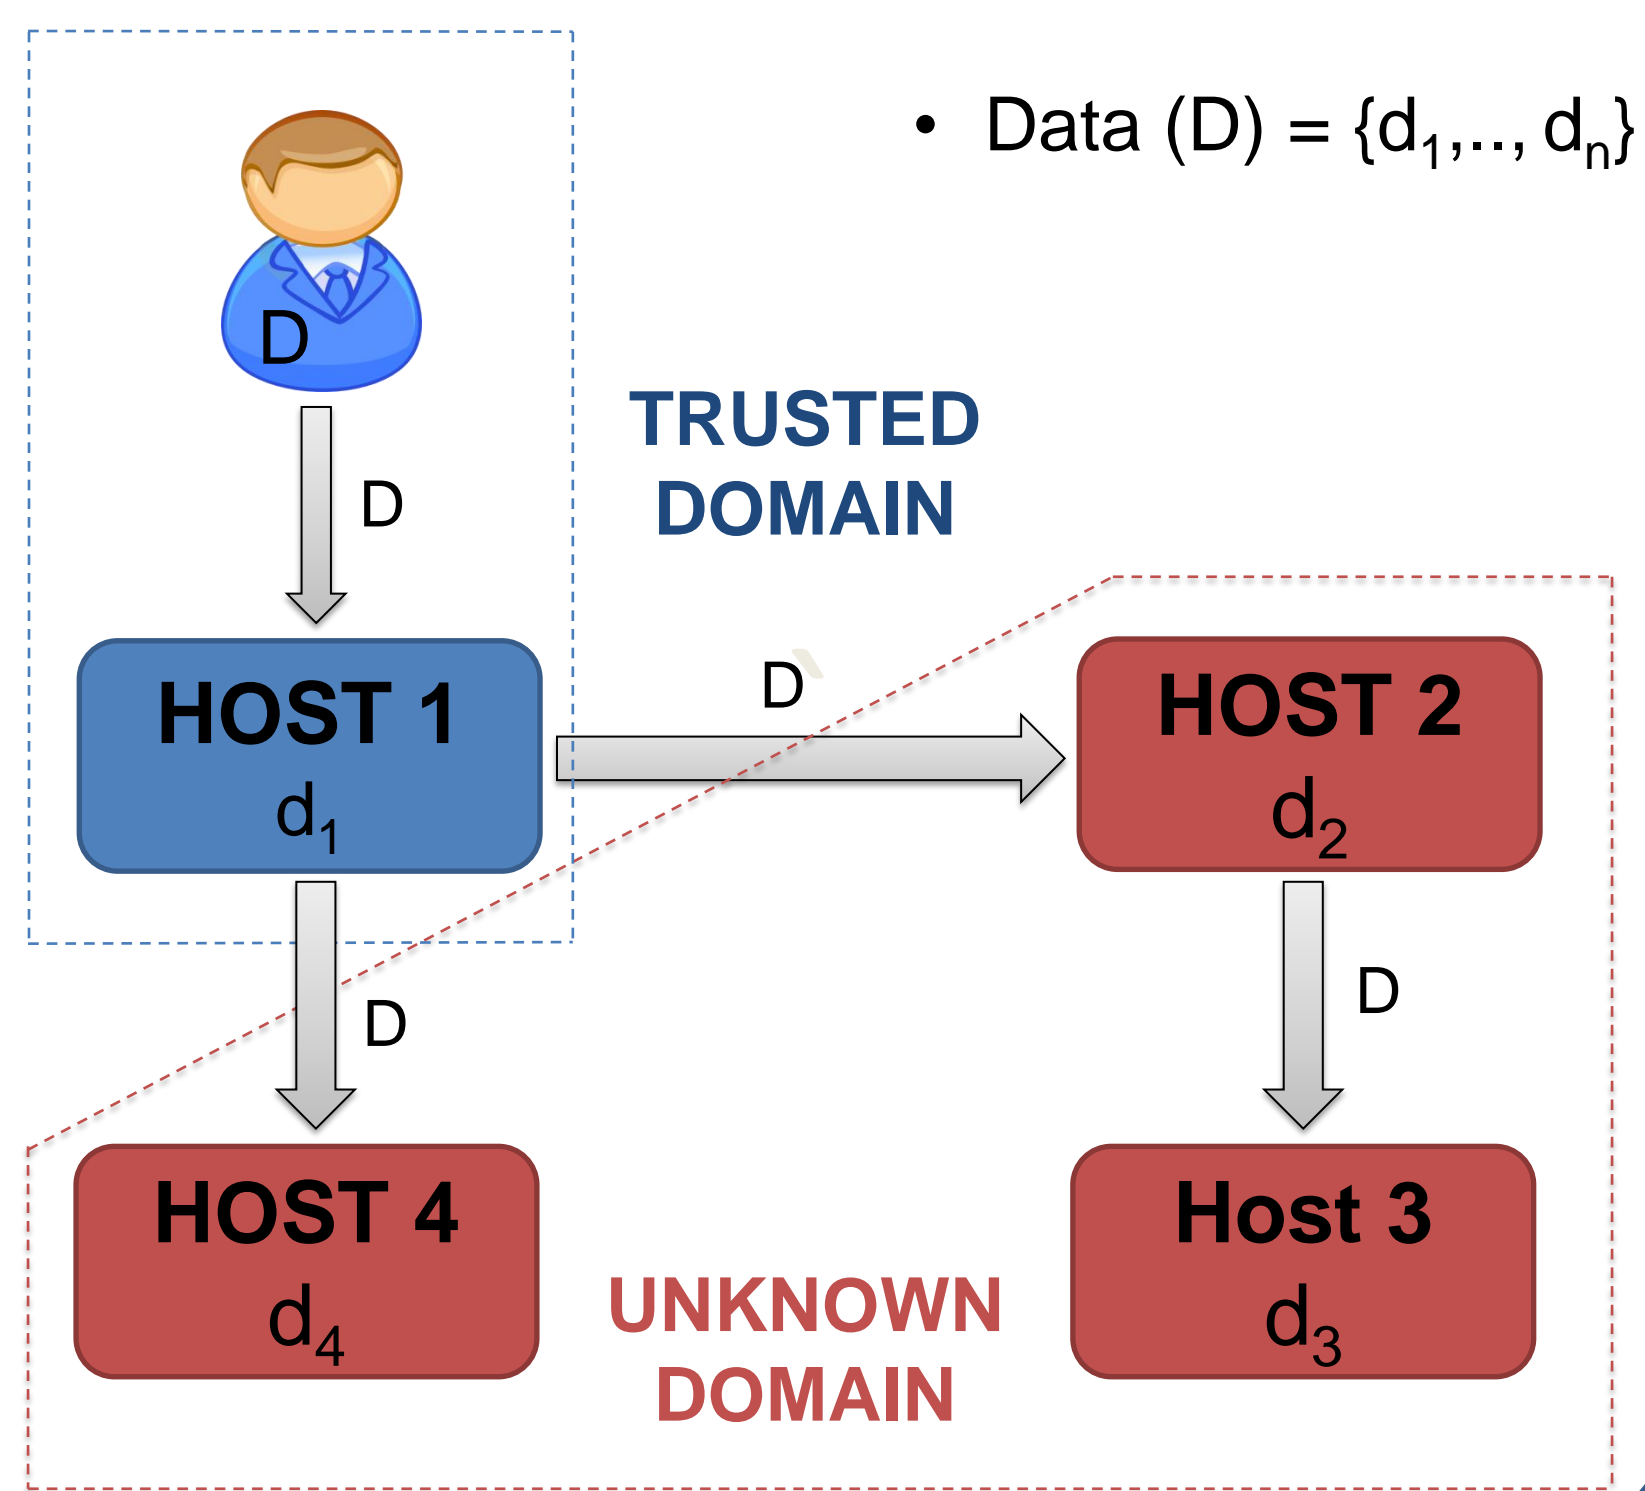 • Data (D) = {d₁,.., dₙ}
D
TRUSTED
DOMAIN
D
D`
HOST 1
d₁
HOST 2
d₂
D
D
HOST 4
d₄
Host 3
d₃
UNKNOWN
DOMAIN